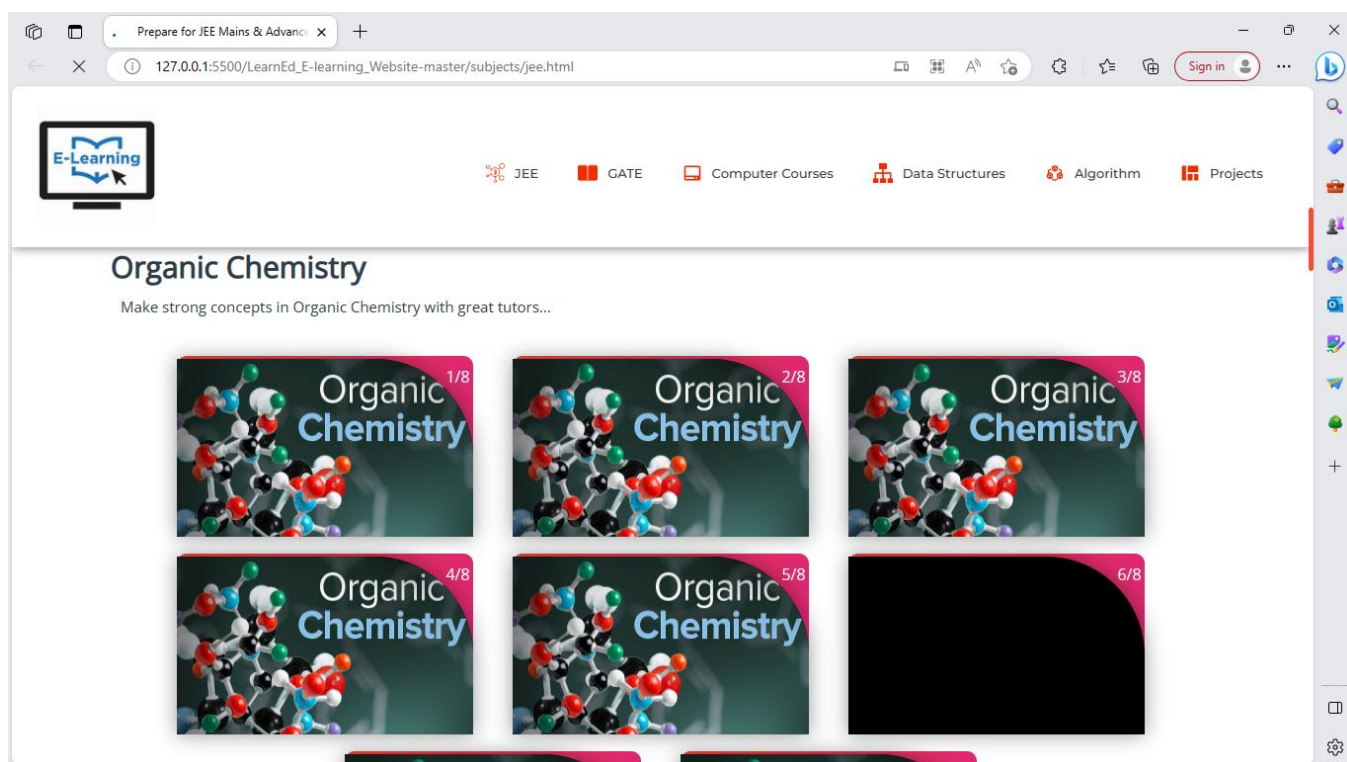 Prepare for JEE Mains & Advance
127.0.0.1:5500/LearnEd_E-learning_Website-master/subjects/jee.html
Sign in
E-Learning
JEE
GATE
Computer Courses
Data Structures
Algorithm
Projects
Organic Chemistry
Make strong concepts in Organic Chemistry with great tutors...
1/8
Organic
Chemistry
2/8
Organic
Chemistry
3/8
Organic
Chemistry
4/8
Organic
Chemistry
5/8
Organic
Chemistry
6/8